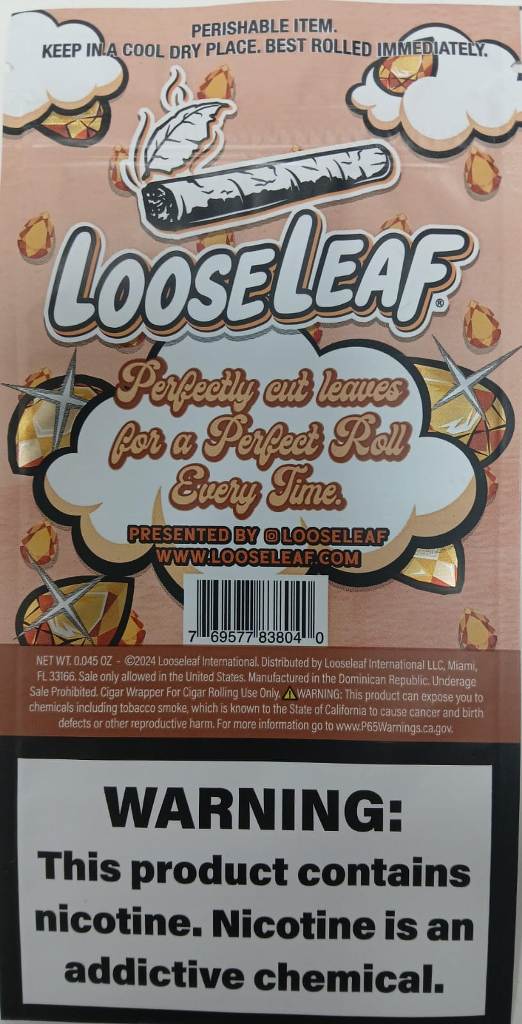 PERISHABLE ITEM.
KEEP IN A COOL DRY PLACE. BEST ROLLED IMMEDIATELY.
LOOSELEAF®
Perfectly cut leaves
for a Perfect Roll
Every Time.
PRESENTED BY @LOOSELEAF
WWW.LOOSELEAF.COM
7 69577 83804 0
NET WT. 0.045 OZ - ©2024 Looseleaf International. Distributed by Looseleaf International LLC, Miami,
FL 33166. Sale only allowed in the United States. Manufactured in the Dominican Republic. Underage
Sale Prohibited. Cigar Wrapper For Cigar Rolling Use Only. ⚠WARNING: This product can expose you to
chemicals including tobacco smoke, which is known to the State of California to cause cancer and birth
defects or other reproductive harm. For more information go to www.P65Warnings.ca.gov.
WARNING:
This product contains
nicotine. Nicotine is an
addictive chemical.